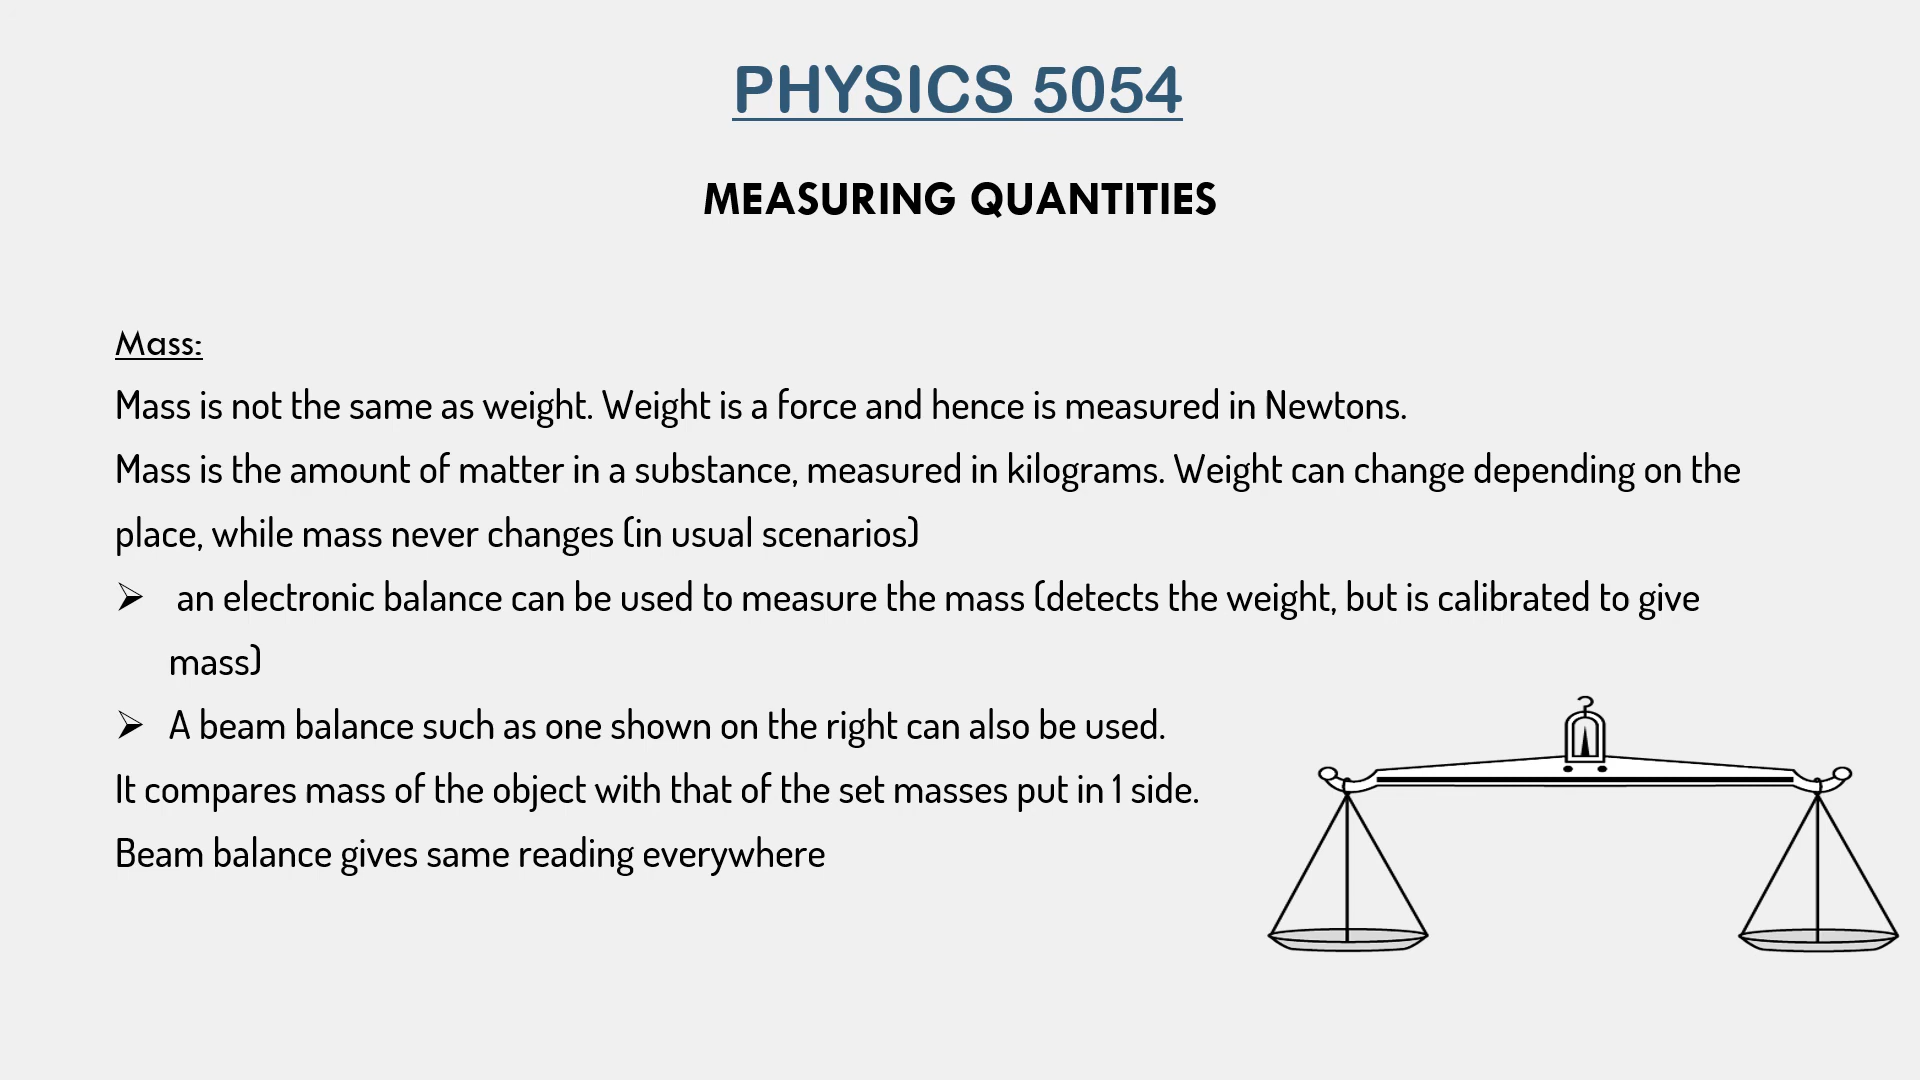 PHYSICS 5054
MEASURING QUANTITIES
Mass:
Mass is not the same as weight. Weight is a force and hence is measured in Newtons.
Mass is the amount of matter in a substance, measured in kilograms. Weight can change depending on the
place, while mass never changes (in usual scenarios)
➢ an electronic balance can be used to measure the mass (detects the weight, but is calibrated to give
mass)
➢ A beam balance such as one shown on the right can also be used.
It compares mass of the object with that of the set masses put in 1 side.
Beam balance gives same reading everywhere